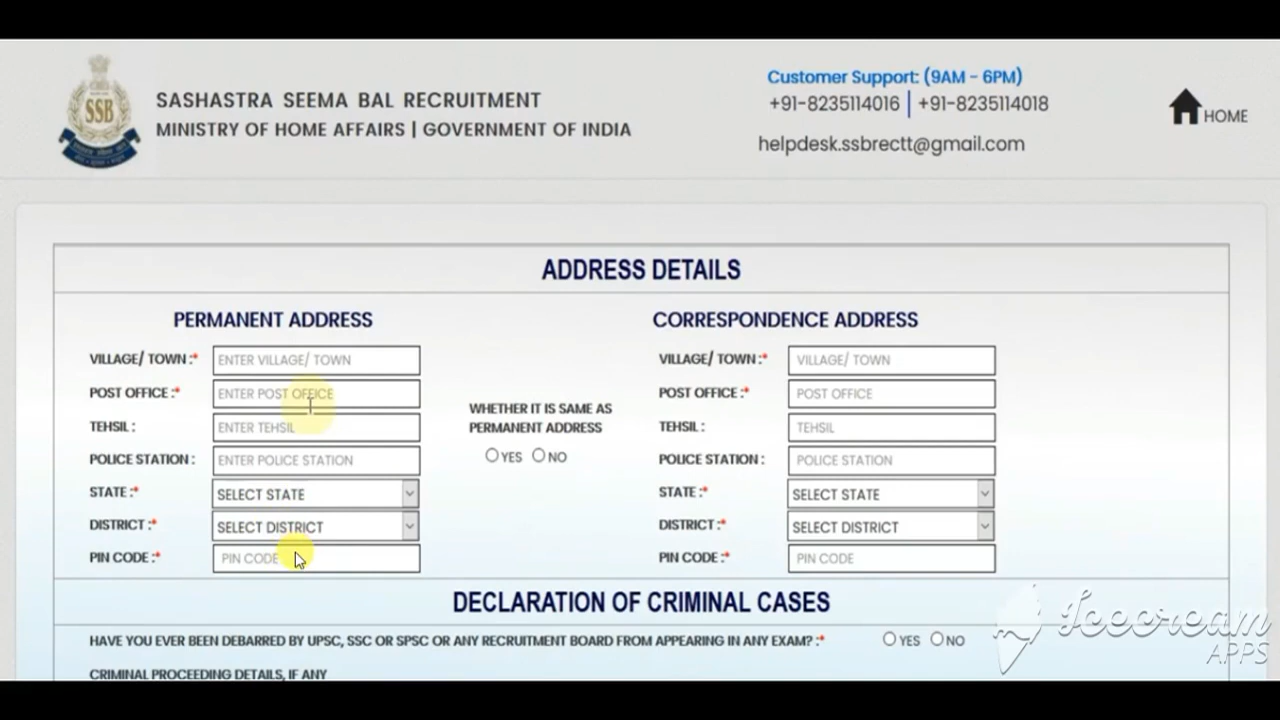 SSB
SASHASTRA SEEMA BAL RECRUITMENT
MINISTRY OF HOME AFFAIRS | GOVERNMENT OF INDIA
Customer Support: (9AM - 6PM)
+91-8235114016 | +91-8235114018
helpdesk.ssbrectt@gmail.com
HOME
ADDRESS DETAILS
PERMANENT ADDRESS
VILLAGE/ TOWN :* ENTER VILLAGE/ TOWN
POST OFFICE :* ENTER POST OFFICE
TEHSIL : ENTER TEHSIL
POLICE STATION : ENTER POLICE STATION
STATE :* SELECT STATE
DISTRICT :* SELECT DISTRICT
PIN CODE :* PIN CODE
WHETHER IT IS SAME AS
PERMANENT ADDRESS
YES NO
CORRESPONDENCE ADDRESS
VILLAGE/ TOWN :* VILLAGE/ TOWN
POST OFFICE :* POST OFFICE
TEHSIL : TEHSIL
POLICE STATION : POLICE STATION
STATE :* SELECT STATE
DISTRICT :* SELECT DISTRICT
PIN CODE :* PIN CODE
DECLARATION OF CRIMINAL CASES
HAVE YOU EVER BEEN DEBARRED BY UPSC, SSC OR SPSC OR ANY RECRUITMENT BOARD FROM APPEARING IN ANY EXAM? :* YES NO
CRIMINAL PROCEEDING DETAILS, IF ANY
Icecream
APPS